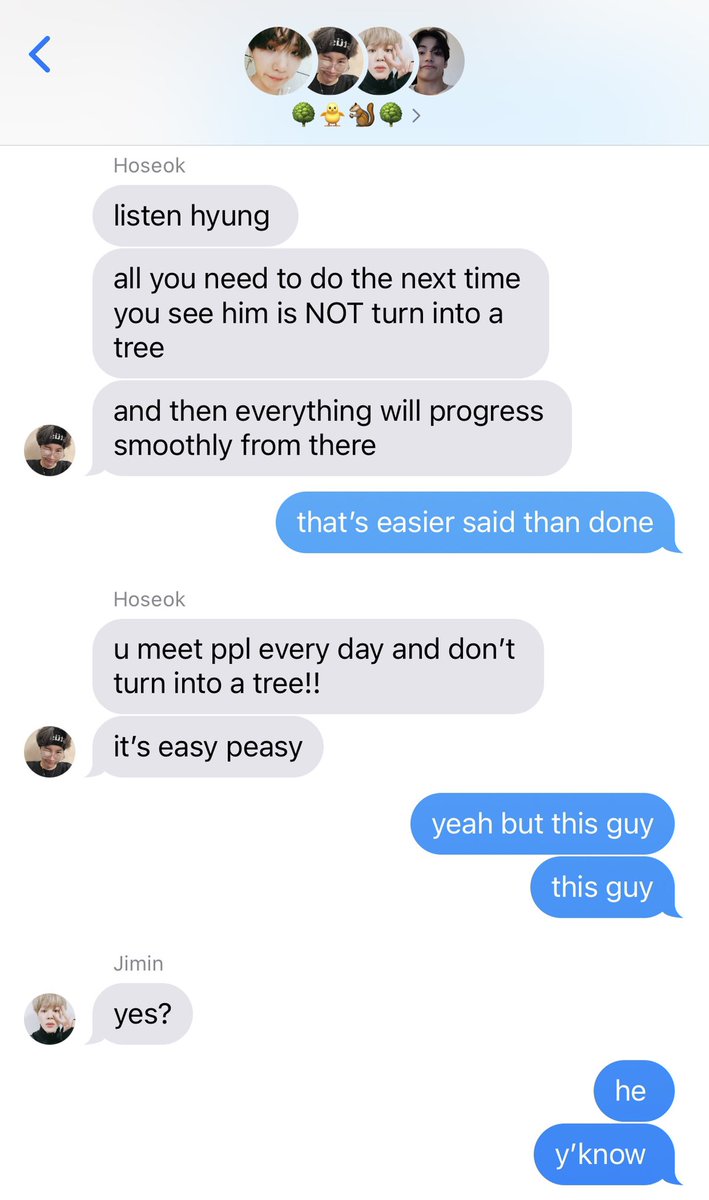 Hoseok
listen hyung
all you need to do the next time
you see him is NOT turn into a
tree
and then everything will progress
smoothly from there
that’s easier said than done
Hoseok
u meet ppl every day and don’t
turn into a tree!!
it’s easy peasy
yeah but this guy
this guy
Jimin
yes?
he
y’know